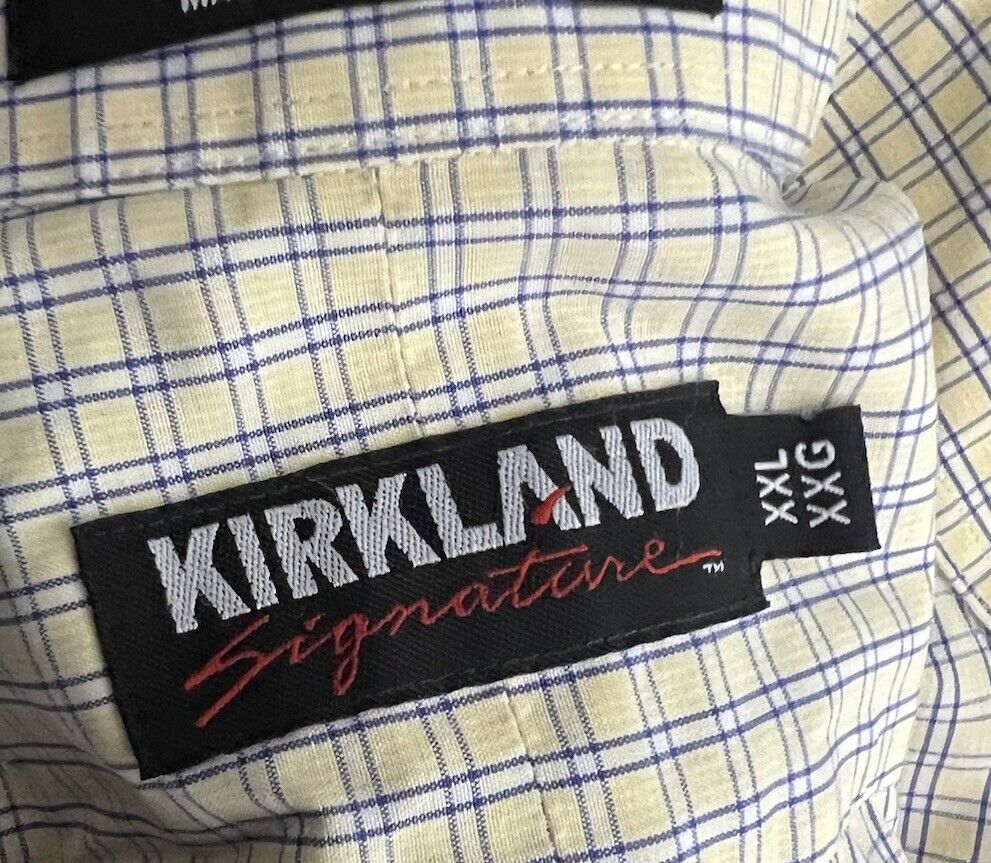 KIRKLAND
Signature™
XXL
XXG